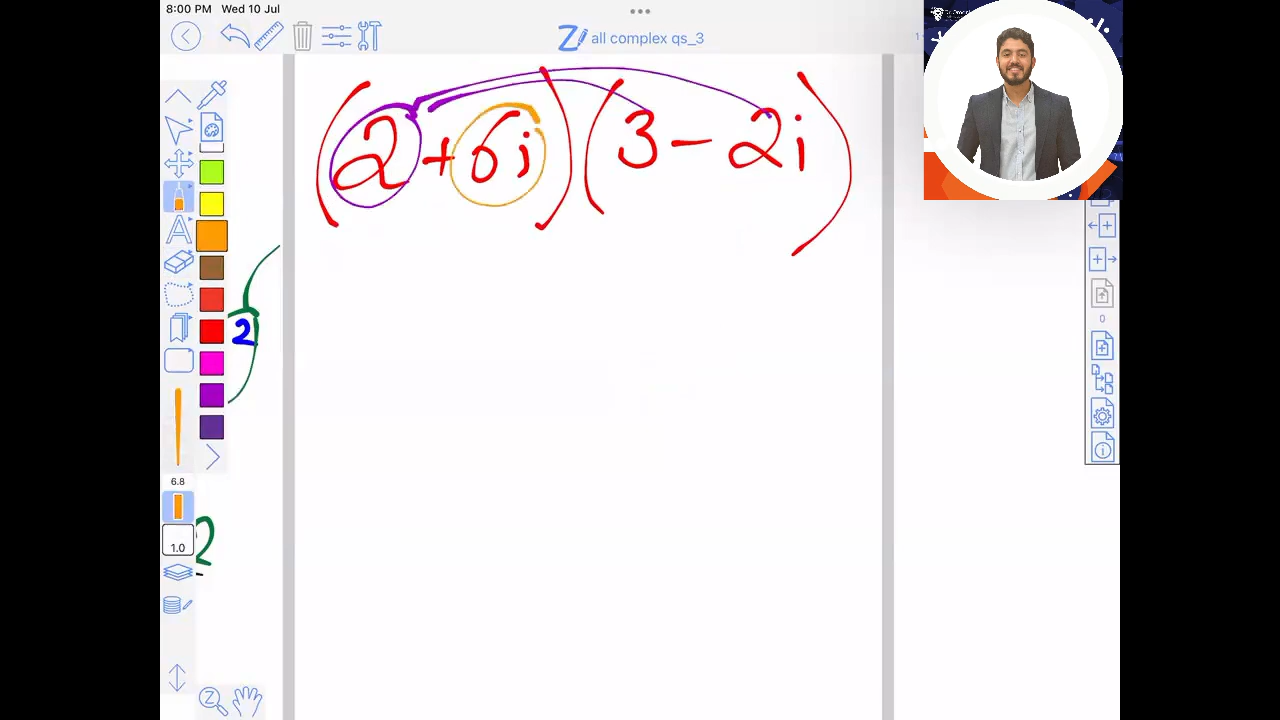 8:00 PM Wed 10 Jul
all complex qs_3
(2 + 6i)(3 - 2i)
2
6.8
1.0
2
0